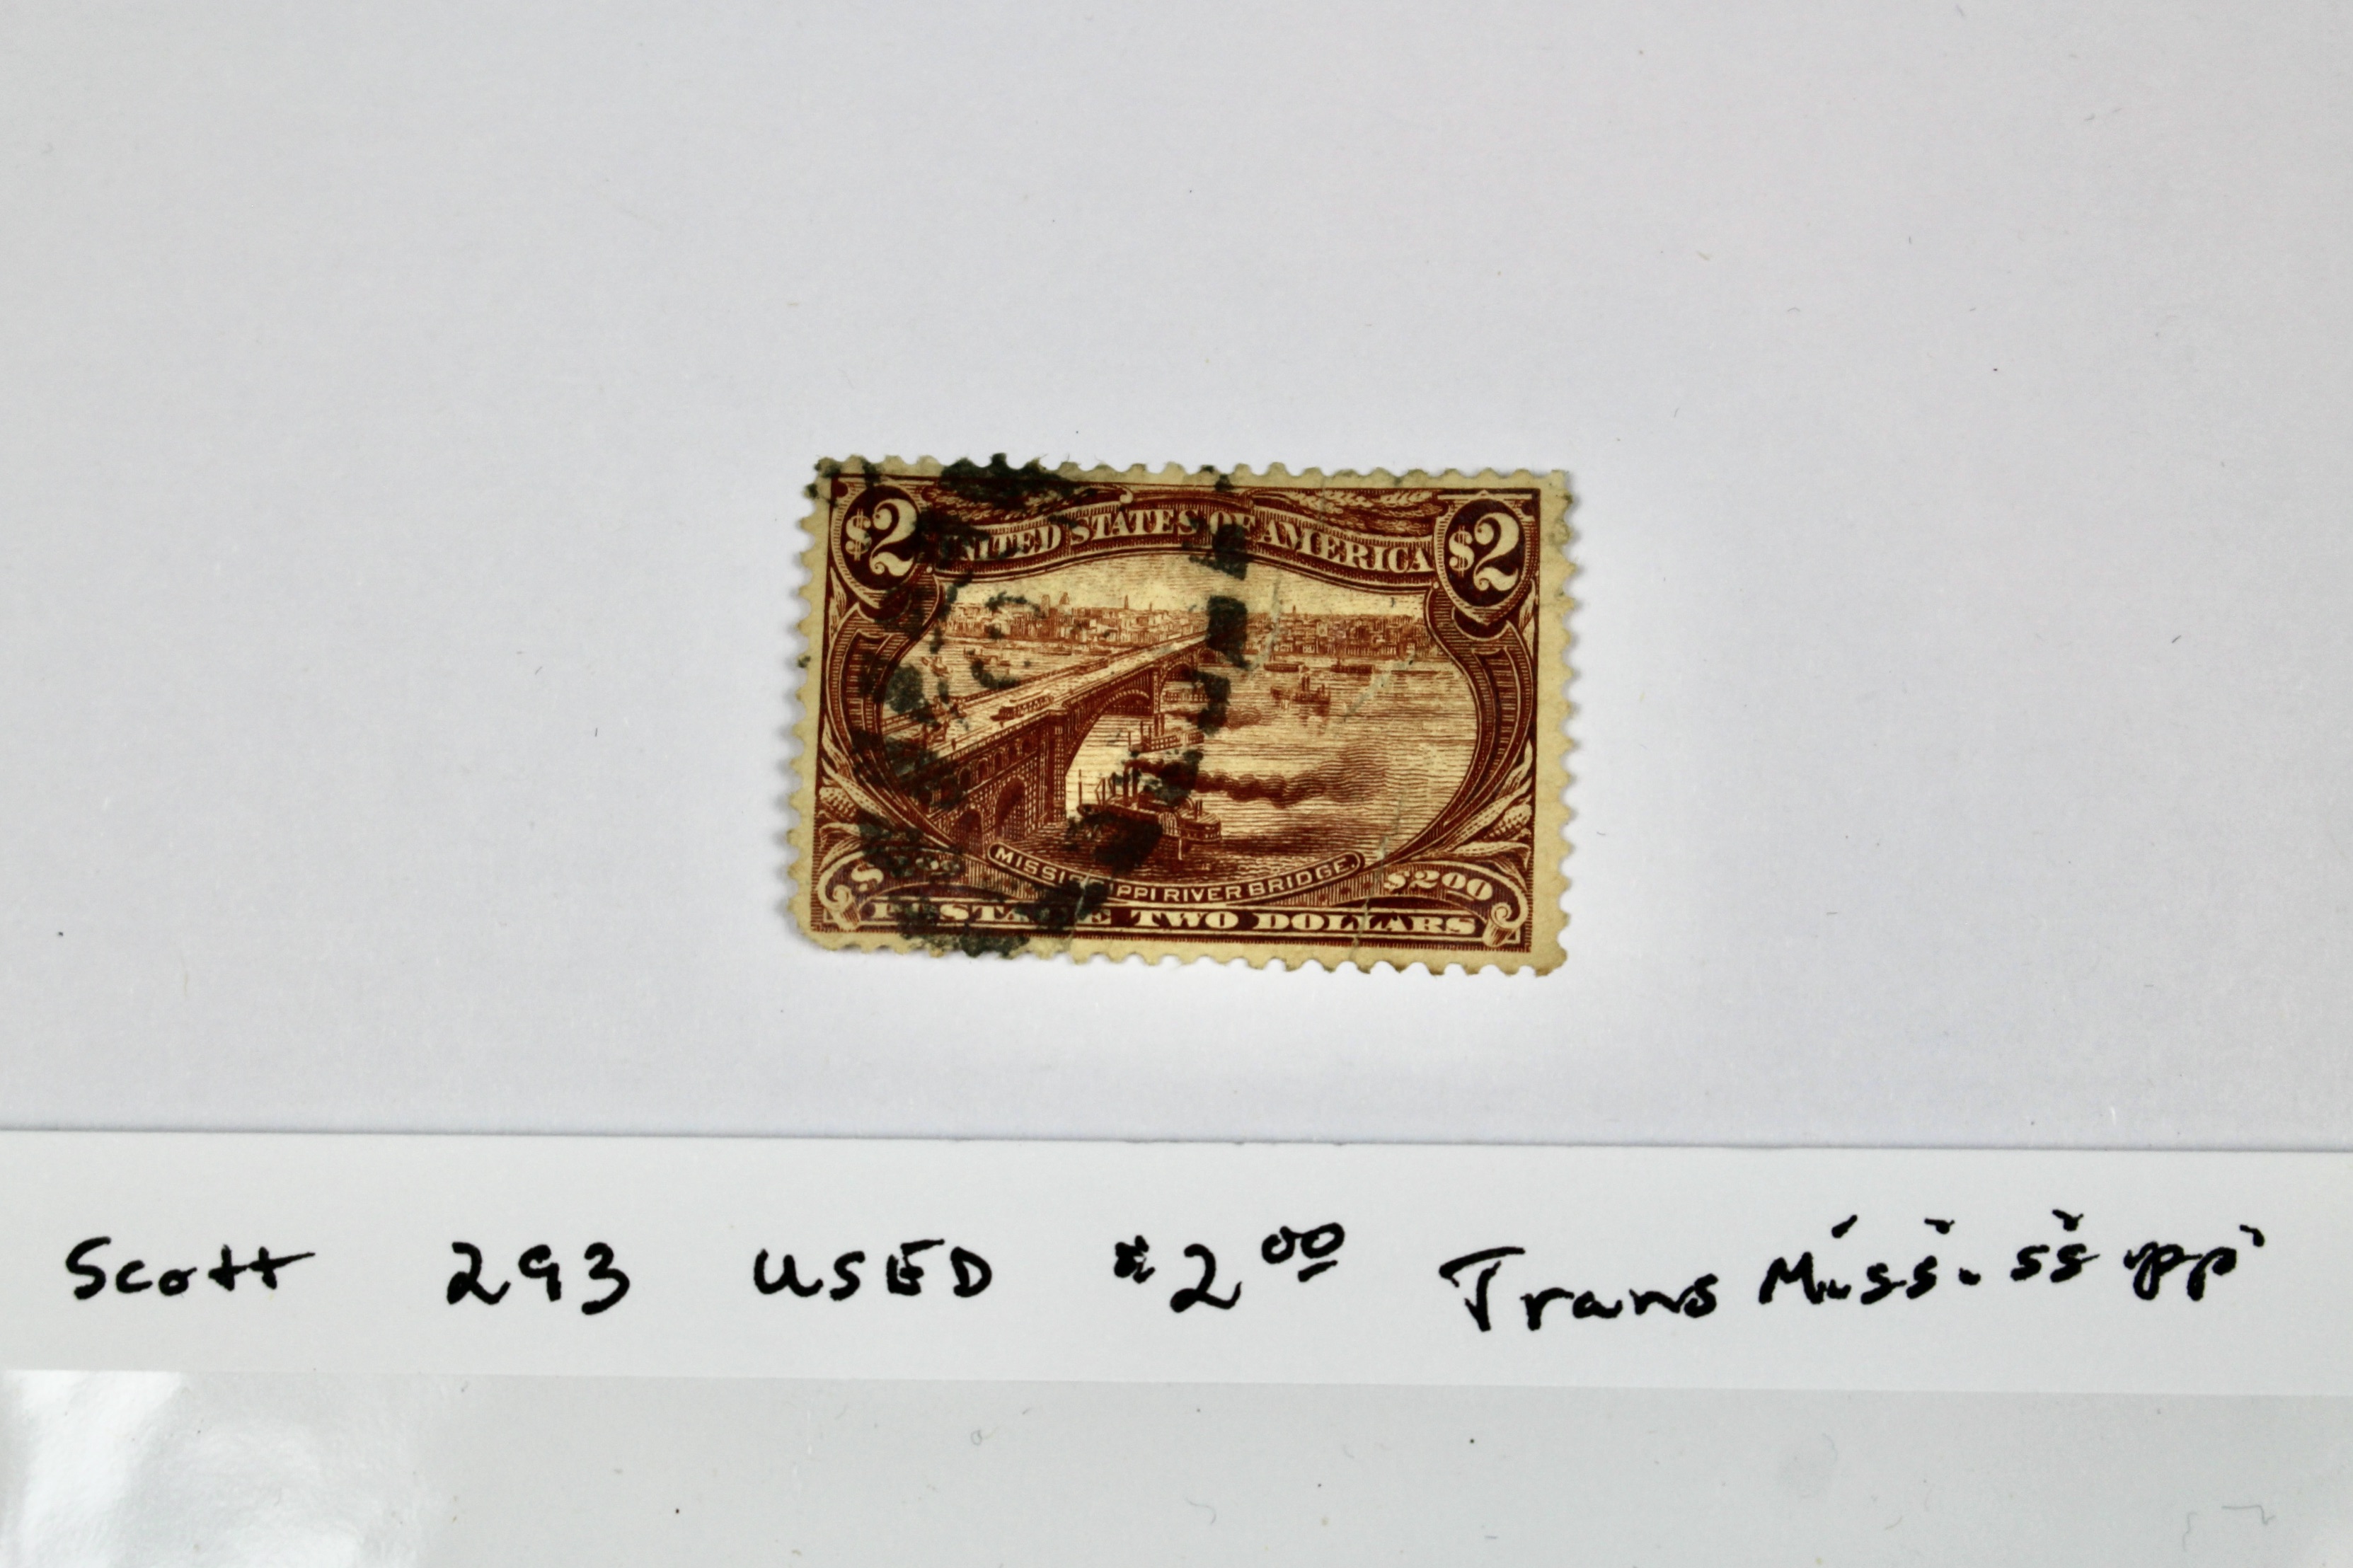 $2 UNITED STATES OF AMERICA $2
MISSISSIPPI RIVER BRIDGE.
$200
POSTAGE TWO DOLLARS
Scott 293 USED $2.00 Trans Mississippi